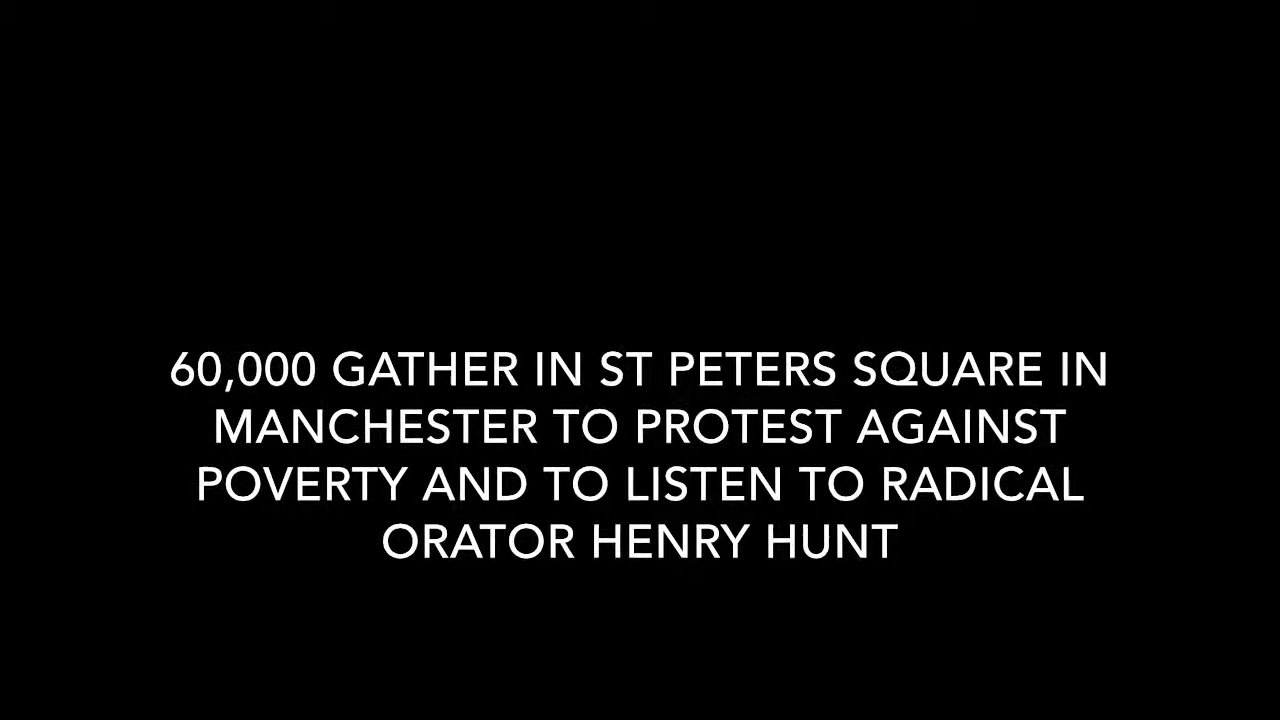 60,000 GATHER IN ST PETERS SQUARE IN
MANCHESTER TO PROTEST AGAINST
POVERTY AND TO LISTEN TO RADICAL
ORATOR HENRY HUNT